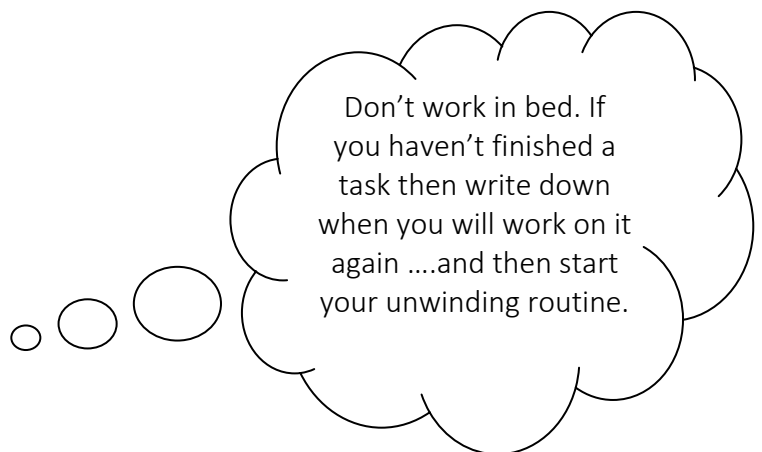 Don’t work in bed. If
you haven’t finished a
task then write down
when you will work on it
again ….and then start
your unwinding routine.